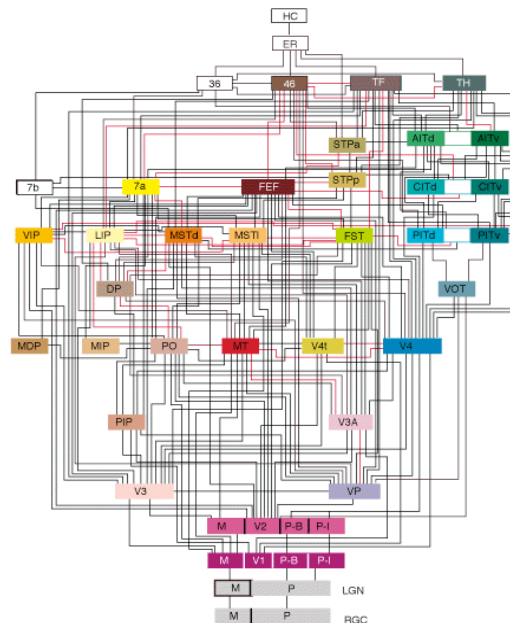 HC
ER
36 46 TF TH
STPa AITd AITv
7b 7a FEF STPp CITd CITv
VIP LIP MSTd MSTl FST PITd PITv
DP VOT
MDP MIP PO MT V4t V4
PIP V3A
V3 VP
M V2 P-B P-I
M V1 P-B P-I
M P LGN
M P RGC